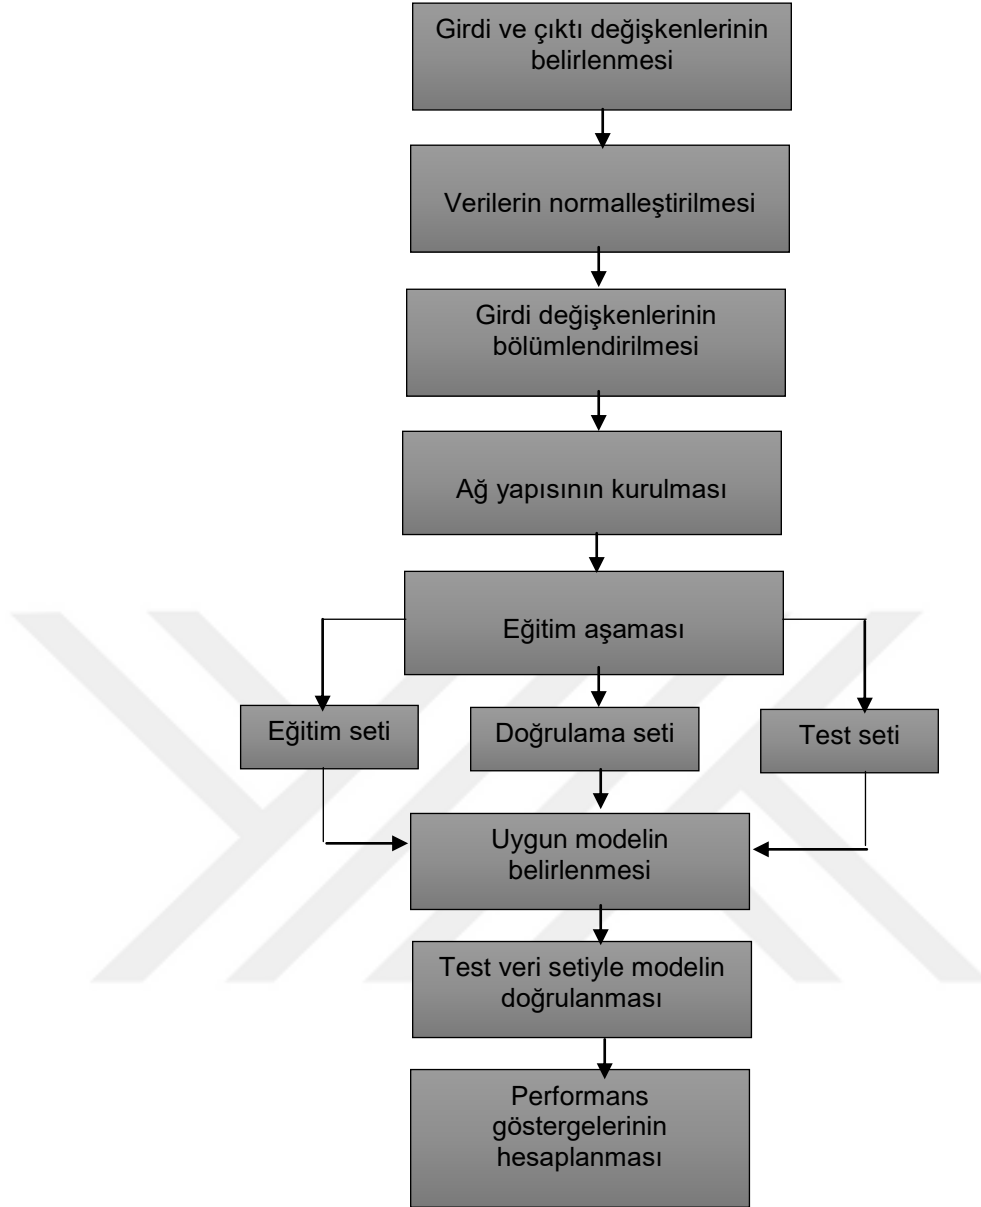 Girdi ve çıktı değişkenlerinin
belirlenmesi
Verilerin normalleştirilmesi
Girdi değişkenlerinin
bölümlendirilmesi
Ağ yapısının kurulması
Eğitim aşaması
Eğitim seti
Doğrulama seti
Test seti
Uygun modelin
belirlenmesi
Test veri setiyle modelin
doğrulanması
Performans
göstergelerinin
hesaplanması